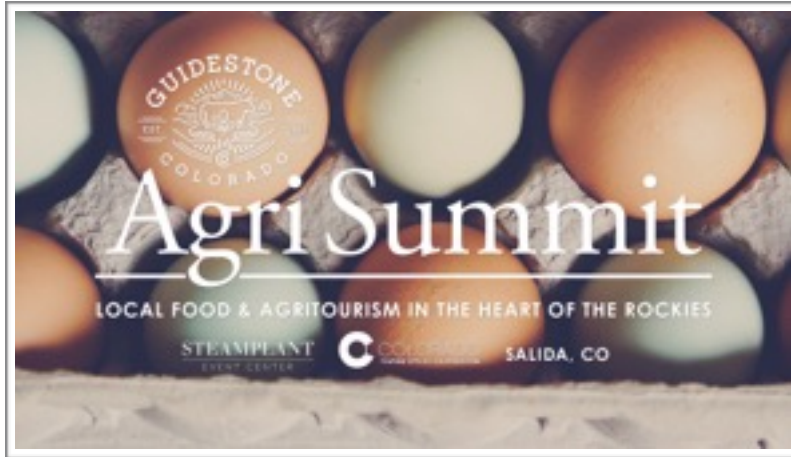 GUIDESTONE
EST.
COLORADO
Agri Summit
LOCAL FOOD & AGRITOURISM IN THE HEART OF THE ROCKIES
STEAMPLANT
EVENT CENTER
COLORADO
SALIDA, CO